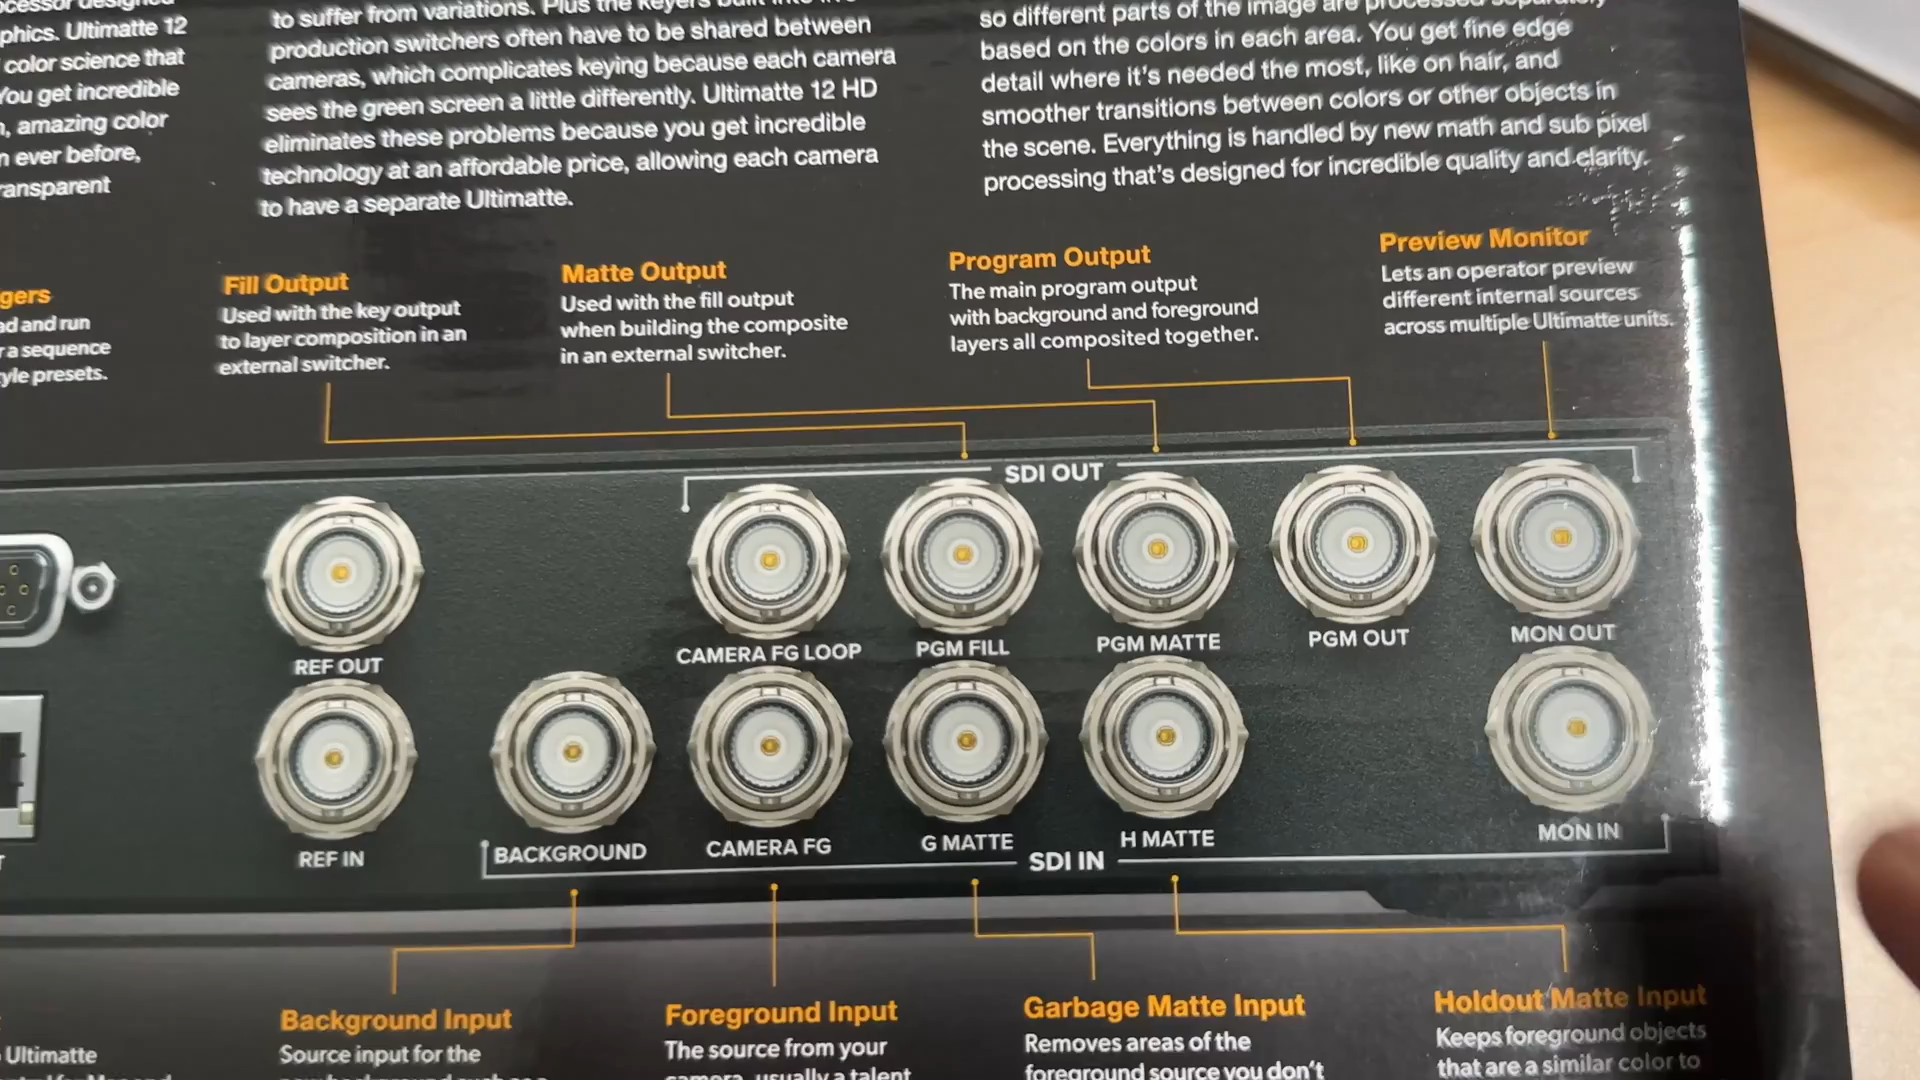 phics. Ultimatte 12
color science that
You get incredible
amazing color
ever before,
ransparent
to suffer from variations. Plus the keyers built into
production switchers often have to be shared between
cameras, which complicates keying because each camera
sees the green screen a little differently. Ultimatte 12 HD
eliminates these problems because you get incredible
technology at an affordable price, allowing each camera
to have a separate Ultimatte.
so different parts of the image are processed separately
based on the colors in each area. You get fine edge
detail where it's needed the most, like on hair, and
smoother transitions between colors or other objects in
the scene. Everything is handled by new math and sub pixel
processing that's designed for incredible quality and clarity.
gers
ad and run
r a sequence
yle presets.
Fill Output
Used with the key output
to layer composition in an
external switcher.
Matte Output
Used with the fill output
when building the composite
in an external switcher.
Program Output
The main program output
with background and foreground
layers all composited together.
Preview Monitor
Lets an operator preview
different internal sources
across multiple Ultimatte units.
SDI OUT
REF OUT
CAMERA FG LOOP
PGM FILL
PGM MATTE
PGM OUT
MON OUT
REF IN
BACKGROUND
CAMERA FG
G MATTE
H MATTE
MON IN
SDI IN
Ultimatte
Background Input
Source input for the
Foreground Input
The source from your
camera, usually a talent
Garbage Matte Input
Removes areas of the
foreground source you don't
Holdout Matte Input
Keeps foreground objects
that are a similar color to